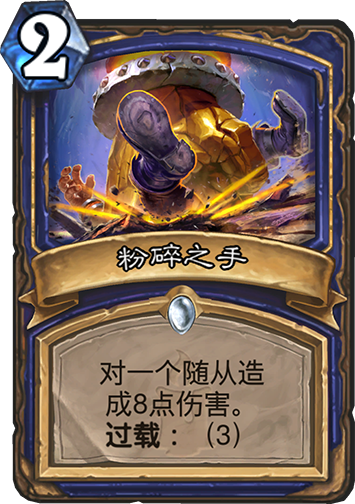 2
粉碎之手
对一个随从造
成8点伤害。
过载：（3）